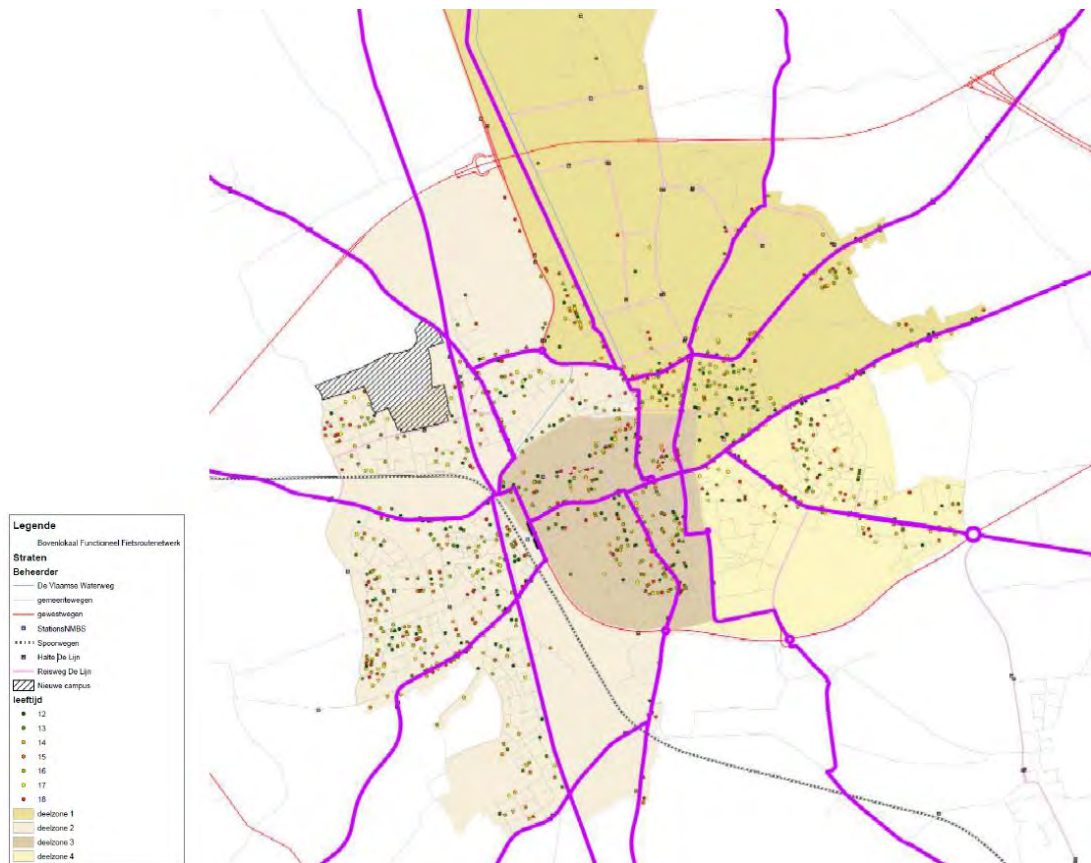 Legende
Bovenlokaal Functioneel Fietsroutenetwerk
Straten
Beheerder
De Vlaamse Waterweg
gemeentewegen
gewestwegen
StationsNMBS
Spoorwegen
Halte De Lijn
Reisweg De Lijn
Nieuwe campus
leeftijd
12
13
14
15
16
17
18
deelzone 1
deelzone 2
deelzone 3
deelzone 4